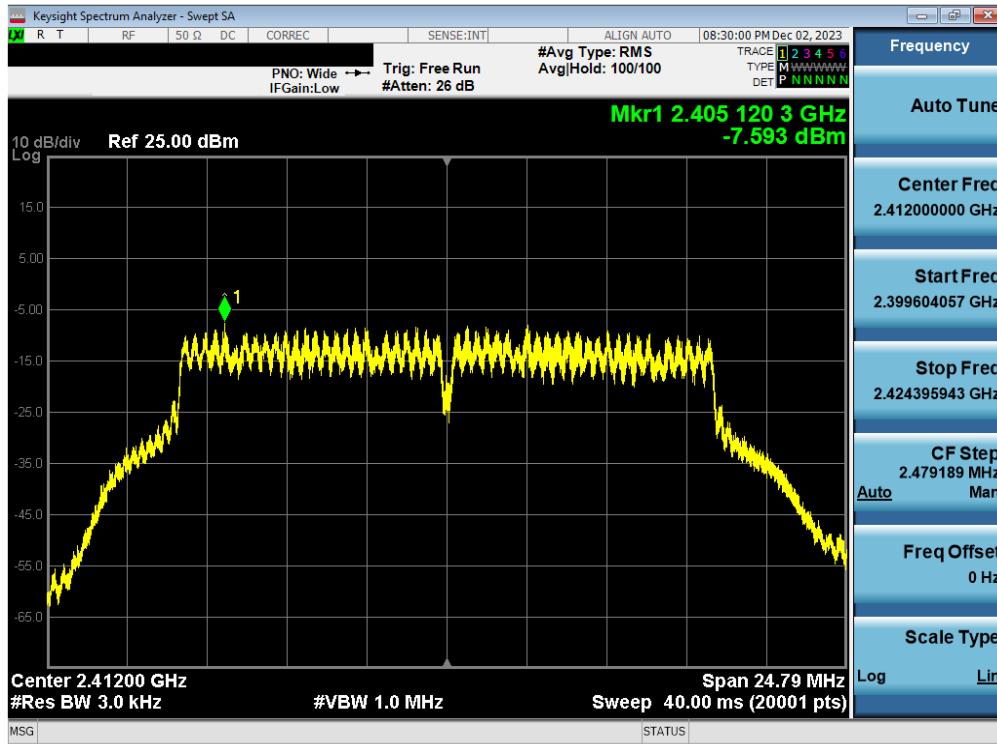 Keysight Spectrum Analyzer - Swept SA
LXI R T RF 50 Ω DC CORREC SENSE:INT ALIGN AUTO 08:30:00 PM Dec 02, 2023
PNO: Wide
IFGain:Low
Trig: Free Run
#Atten: 26 dB
#Avg Type: RMS
Avg|Hold: 100/100
TRACE 1 2 3 4 5 6
TYPE M WWWWW
DET P N N N N N
Mkr1 2.405 120 3 GHz
-7.593 dBm
10 dB/div Ref 25.00 dBm
Log
15.0
5.00
-5.00
-15.0
-25.0
-35.0
-45.0
-55.0
-65.0
1
Center 2.41200 GHz Span 24.79 MHz
#Res BW 3.0 kHz #VBW 1.0 MHz Sweep 40.00 ms (20001 pts)
MSG STATUS
Frequency
Auto Tune
Center Freq
2.412000000 GHz
Start Freq
2.399604057 GHz
Stop Freq
2.424395943 GHz
CF Step
2.479189 MHz
Auto Man
Freq Offset
0 Hz
Scale Type
Log Lin